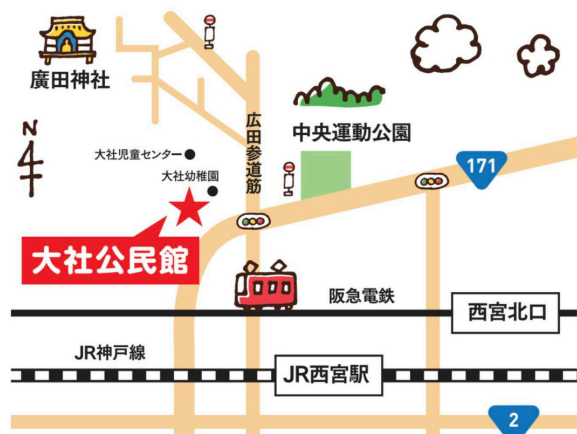 廣田神社
N
大社児童センター
大社幼稚園
広田参道筋
中央運動公園
171
大社公民館
阪急電鉄
西宮北口
JR神戸線
JR西宮駅
2